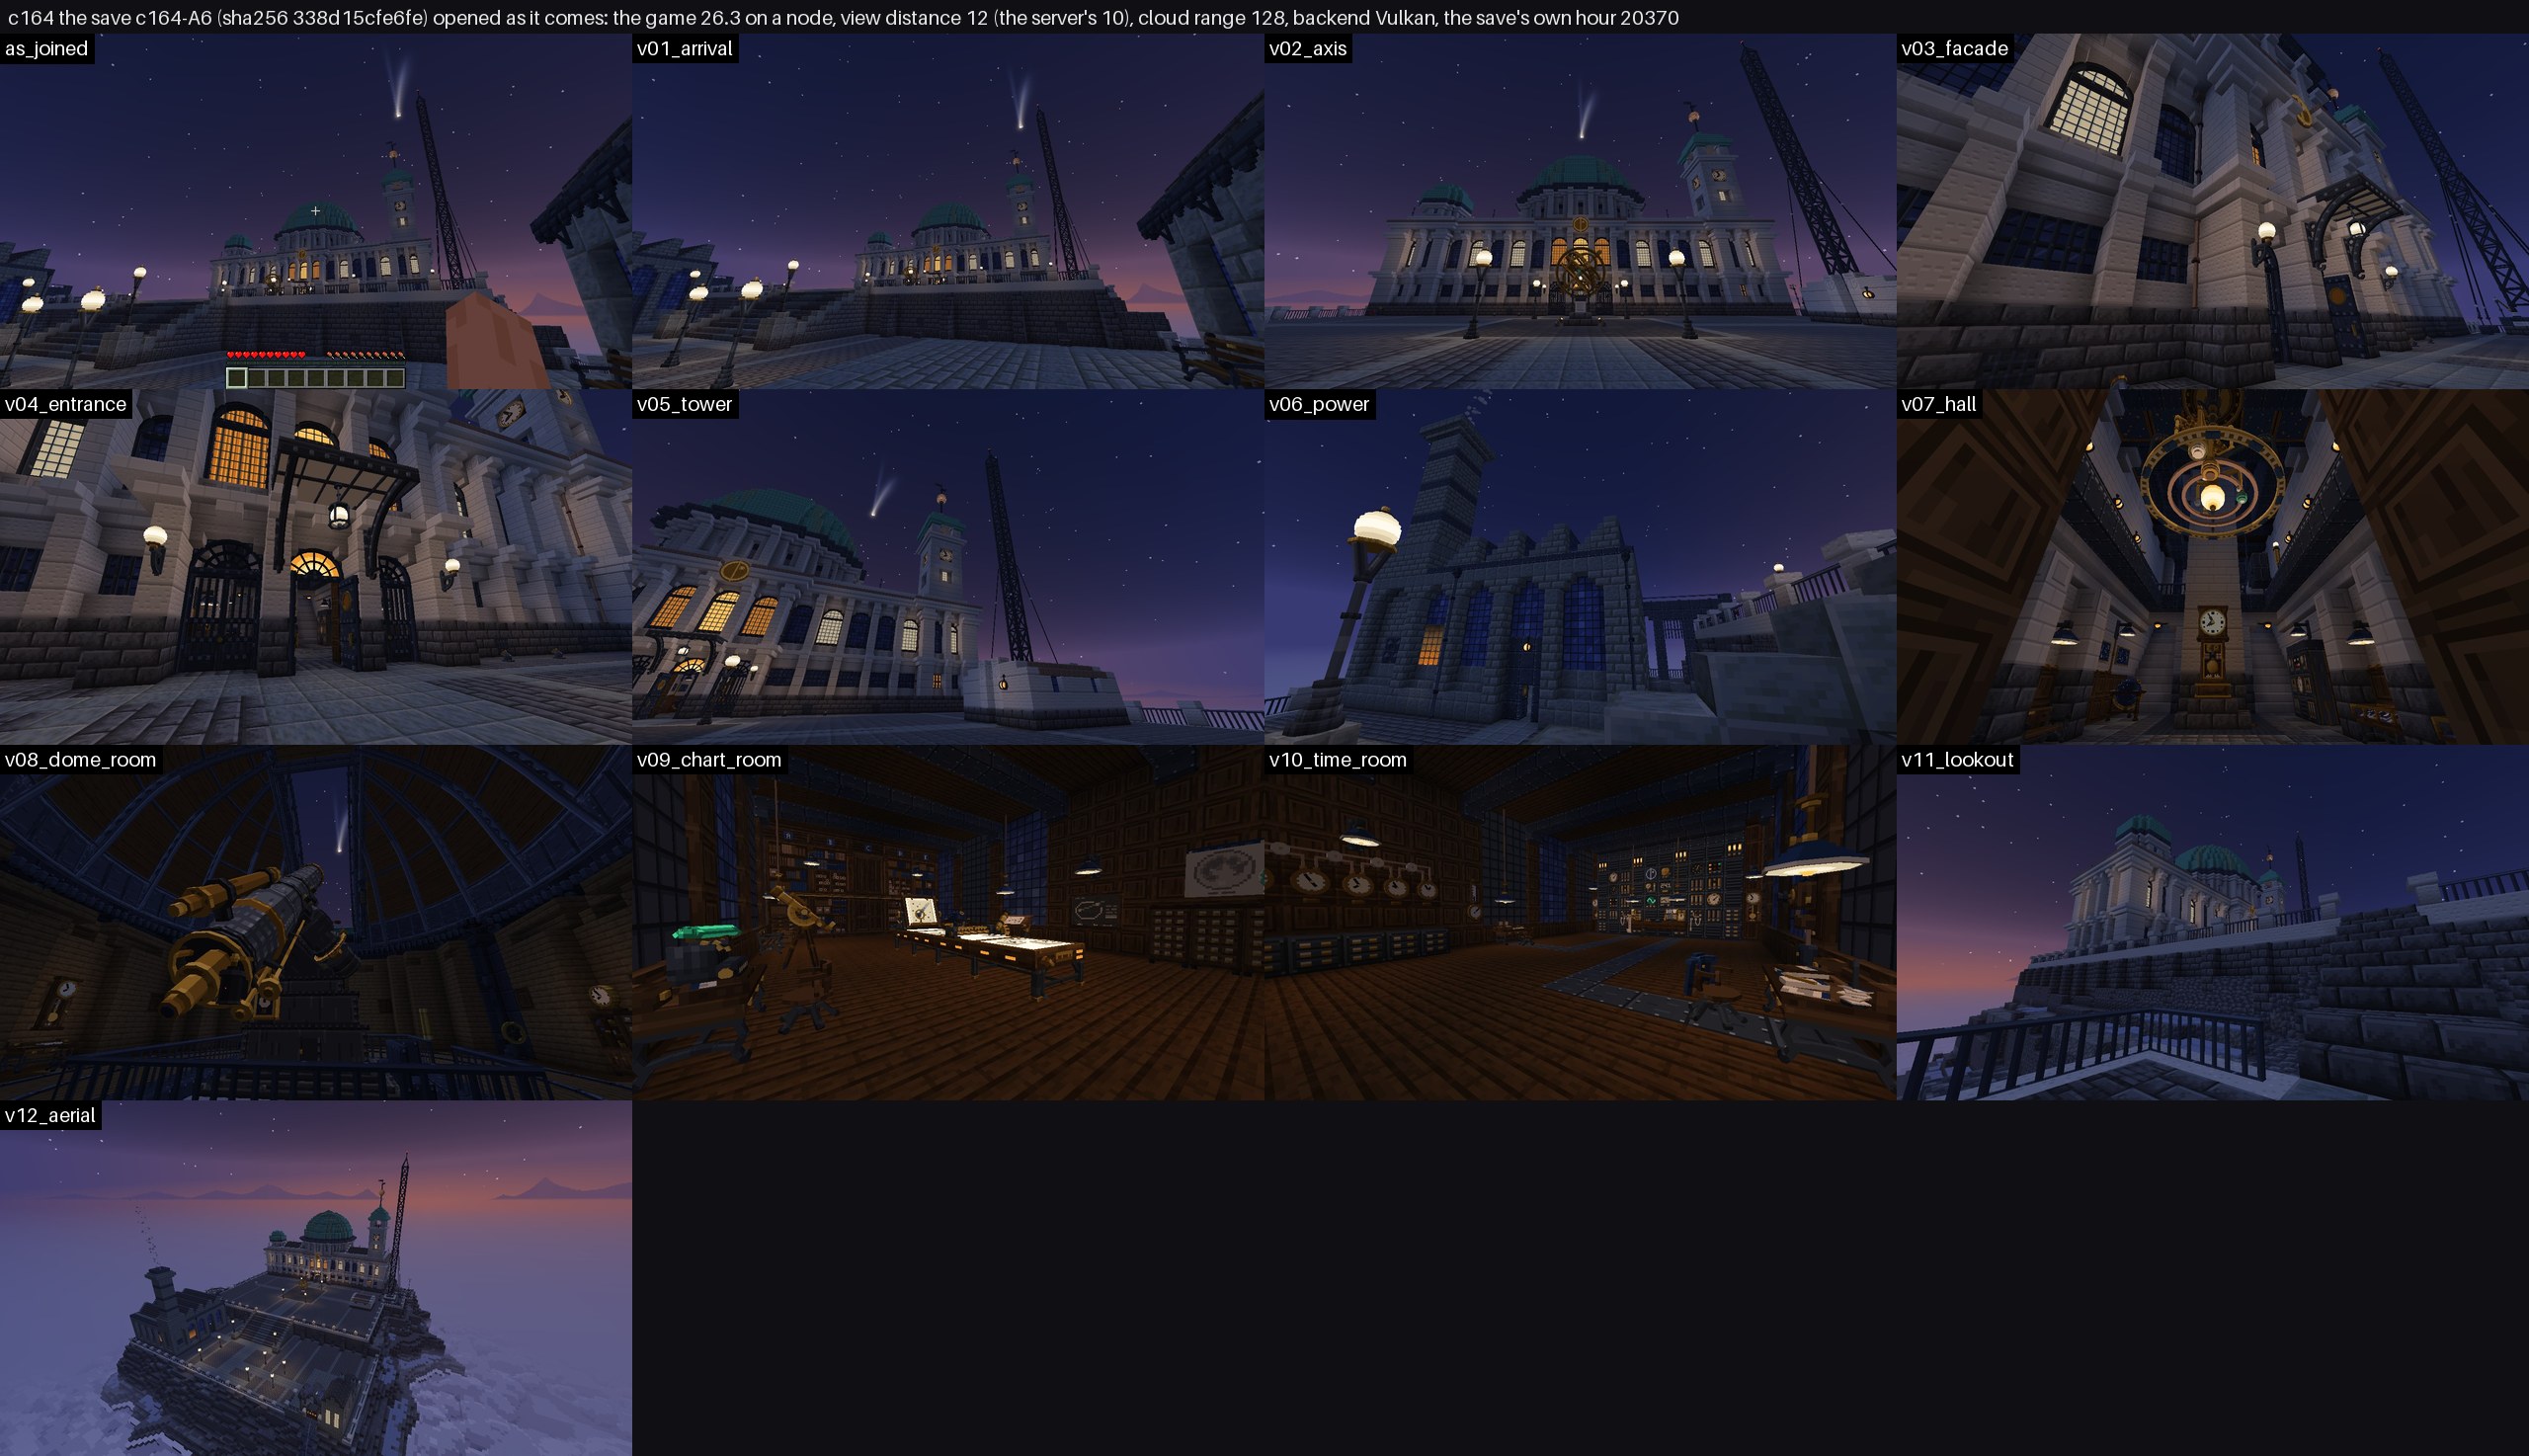 c164 the save c164-A6 (sha256 338d15cfe6fe) opened as it comes: the game 26.3 on a node, view distance 12 (the server's 10), cloud range 128, backend Vulkan, the save's own hour 20370
as_joined
v01_arrival
v02_axis
v03_facade
v04_entrance
v05_tower
v06_power
v07_hall
v08_dome_room
v09_chart_room
v10_time_room
v11_lookout
v12_aerial